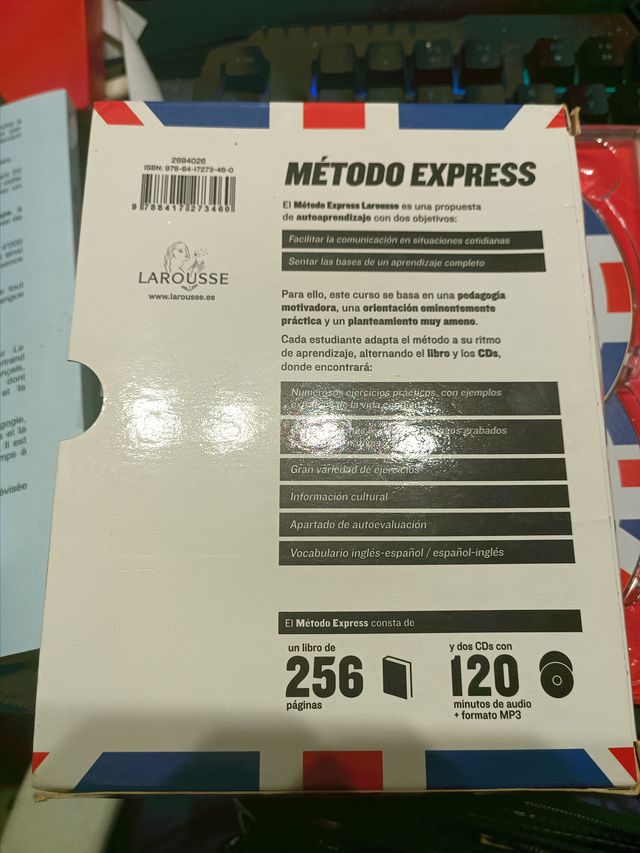 2694026
ISBN: 978-84-17273-46-0
9 788417 273460
LAROUSSE
www.larousse.es
MÉTODO EXPRESS
El Método Express Larousse es una propuesta
de autoaprendizaje con dos objetivos:
Facilitar la comunicación en situaciones cotidianas
Sentar las bases de un aprendizaje completo
Para ello, este curso se basa en una pedagogía
motivadora, una orientación eminentemente
práctica y un planteamiento muy ameno.
Cada estudiante adapta el método a su ritmo
de aprendizaje, alternando el libro y los CDs,
donde encontrará:
Numerosos ejercicios prácticos, con ejemplos
de la vida
grabados
Gran variedad de ejercicios
Información cultural
Apartado de autoevaluación
Vocabulario inglés-español / español-inglés
El Método Express consta de
un libro de
256
páginas
y dos CDs con
120
minutos de audio
+ formato MP3